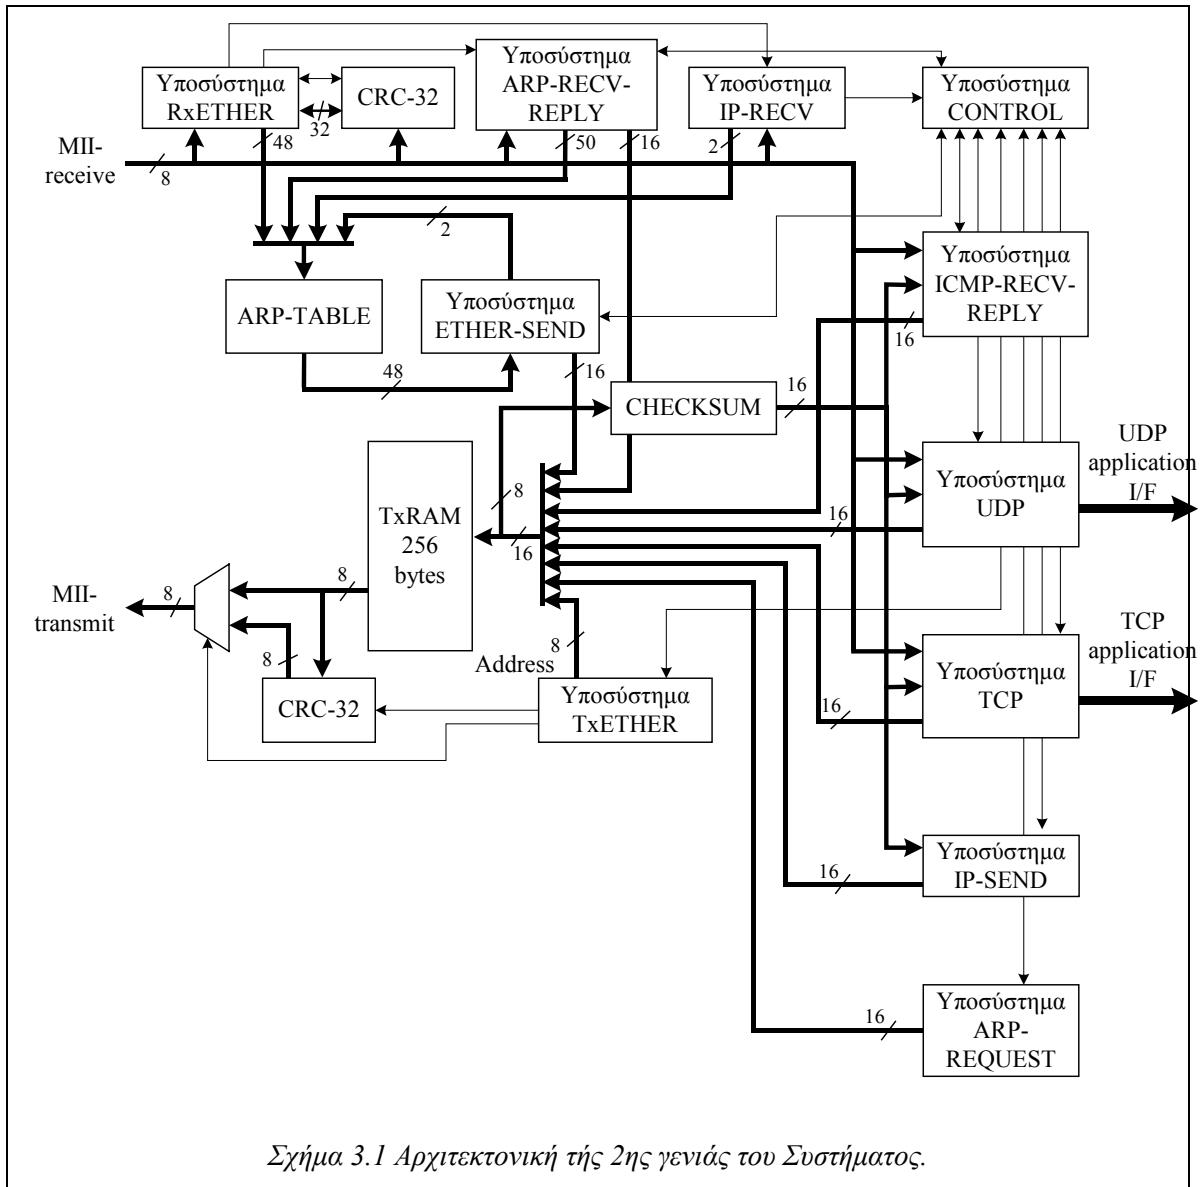 Υποσύστημα
RxETHER
CRC-32
32
48
Υποσύστημα
ARP-RECV-
REPLY
50
16
Υποσύστημα
IP-RECV
2
Υποσύστημα
CONTROL
MII-
receive
8
2
ARP-TABLE
Υποσύστημα
ETHER-SEND
48
16
Υποσύστημα
ICMP-RECV-
REPLY
16
CHECKSUM
16
TxRAM
256
bytes
8
16
Υποσύστημα
UDP
16
UDP
application
I/F
MII-
transmit
8
8
8
CRC-32
Address
8
Υποσύστημα
TxETHER
Υποσύστημα
TCP
16
TCP
application
I/F
Υποσύστημα
IP-SEND
16
Υποσύστημα
ARP-
REQUEST
16
Σχήμα 3.1 Αρχιτεκτονική τής 2ης γενιάς του Συστήματος.